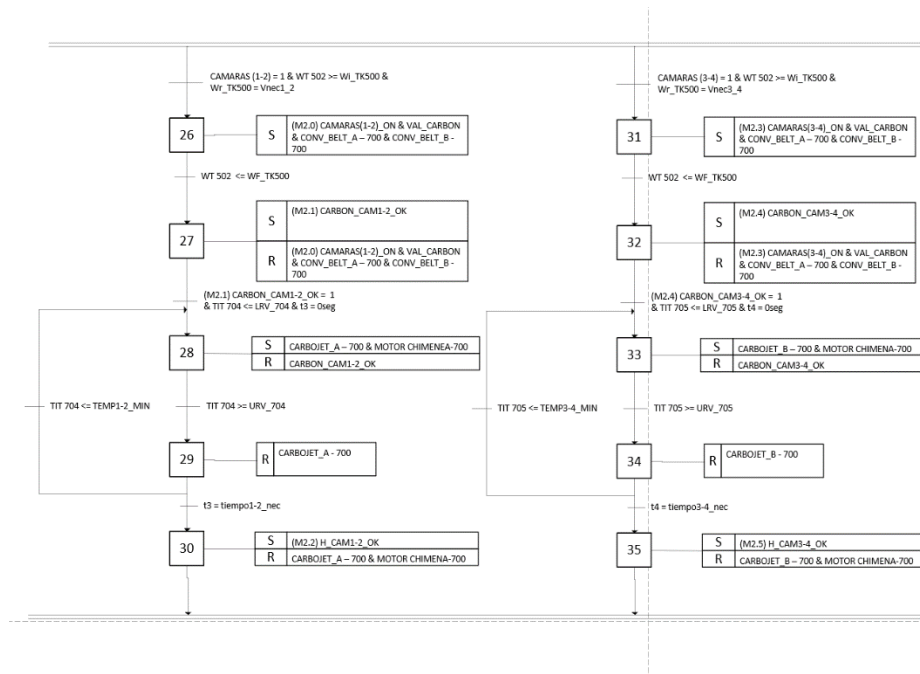 CAMARAS (1-2) = 1 & WT 502 >= Wi_TK500 &
Wr_TK500 = Vnec1_2
26
S
(M2.0) CAMARAS(1-2)_ON & VAL_CARBON
& CONV_BELT_A – 700 & CONV_BELT_B -
700
WT 502 <= WF_TK500
27
S
(M2.1) CARBON_CAM1-2_OK
R
(M2.0) CAMARAS(1-2)_ON & VAL_CARBON
& CONV_BELT_A – 700 & CONV_BELT_B -
700
(M2.1) CARBON_CAM1-2_OK = 1
& TIT 704 <= LRV_704 & t3 = 0seg
28
S
CARBOJET_A – 700 & MOTOR CHIMENEA-700
R
CARBON_CAM1-2_OK
TIT 704 <= TEMP1-2_MIN
TIT 704 >= URV_704
29
R
CARBOJET_A - 700
t3 = tiempo1-2_nec
30
S
(M2.2) H_CAM1-2_OK
R
CARBOJET_A – 700 & MOTOR CHIMENA-700
CAMARAS (3-4) = 1 & WT 502 >= Wi_TK500 &
Wr_TK500 = Vnec3_4
31
S
(M2.3) CAMARAS(3-4)_ON & VAL_CARBON
& CONV_BELT_A – 700 & CONV_BELT_B -
700
WT 502 <= WF_TK500
32
S
(M2.4) CARBON_CAM3-4_OK
R
(M2.3) CAMARAS(3-4)_ON & VAL_CARBON
& CONV_BELT_A – 700 & CONV_BELT_B -
700
(M2.4) CARBON_CAM3-4_OK = 1
& TIT 705 <= LRV_705 & t4 = 0seg
33
S
CARBOJET_B – 700 & MOTOR CHIMENA-700
R
CARBON_CAM3-4_OK
TIT 705 <= TEMP3-4_MIN
TIT 705 >= URV_705
34
R
CARBOJET_B - 700
t4 = tiempo3-4_nec
35
S
(M2.5) H_CAM3-4_OK
R
CARBOJET_B – 700 & MOTOR CHIMENA-700